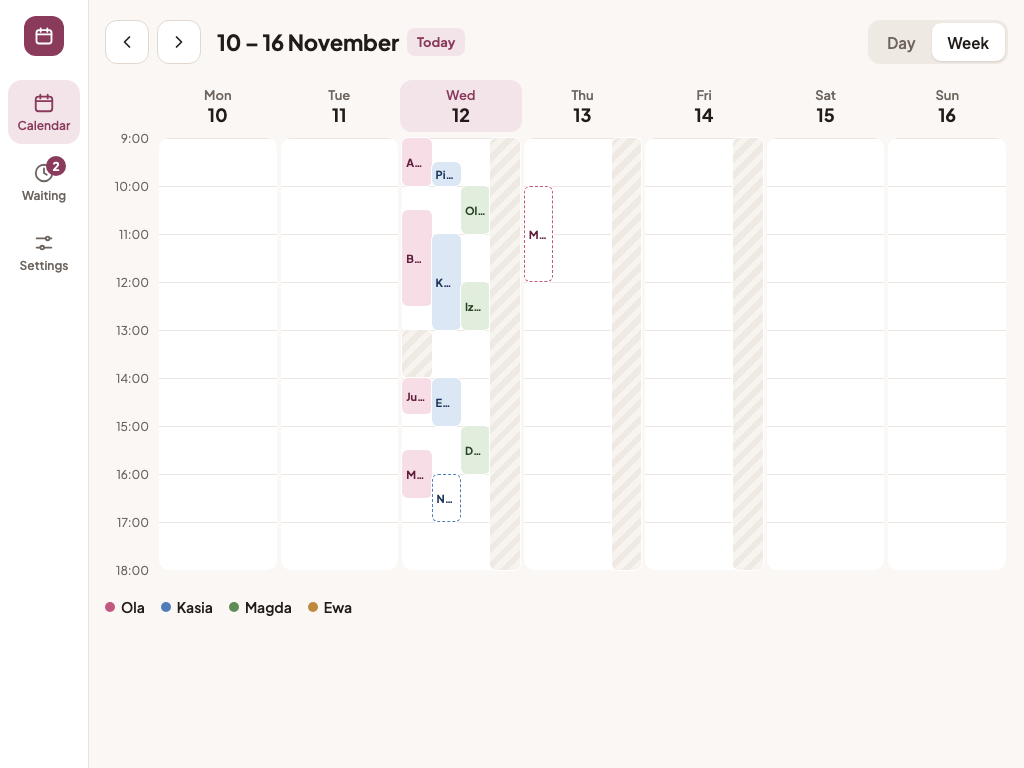 10 – 16 November
Today
Day
Week
Calendar
2
Waiting
Settings
Mon
10
Tue
11
Wed
12
Thu
13
Fri
14
Sat
15
Sun
16
9:00
A…
Pi…
10:00
Ol…
11:00
B…
M…
12:00
K…
Iz…
13:00
14:00
Ju…
E…
15:00
D…
16:00
M…
N…
17:00
18:00
Ola
Kasia
Magda
Ewa